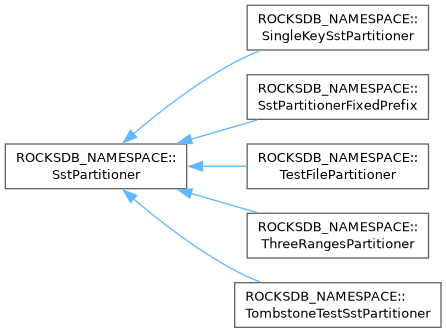 ROCKSDB_NAMESPACE::
SingleKeySstPartitioner
ROCKSDB_NAMESPACE::
SstPartitionerFixedPrefix
ROCKSDB_NAMESPACE::
SstPartitioner
ROCKSDB_NAMESPACE::
TestFilePartitioner
ROCKSDB_NAMESPACE::
ThreeRangesPartitioner
ROCKSDB_NAMESPACE::
TombstoneTestSstPartitioner